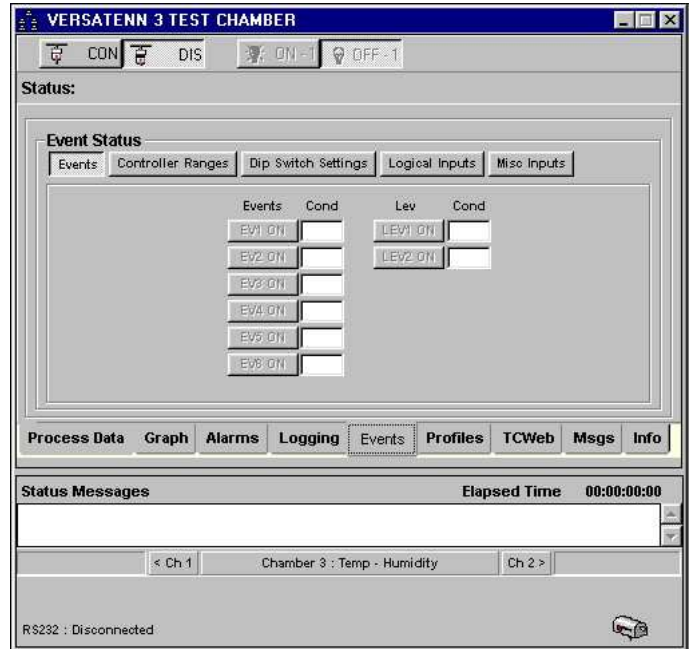 VERSATENN 3 TEST CHAMBER
CON DIS ON - 1 OFF - 1
Status:
Event Status
Events Controller Ranges Dip Switch Settings Logical Inputs Misc Inputs
Events Cond Lev Cond
EV1 ON LEV1 ON
EV2 ON LEV2 ON
EV3 ON
EV4 ON
EV5 ON
EV6 ON
Process Data Graph Alarms Logging Events Profiles TCWeb Msgs Info
Status Messages Elapsed Time 00:00:00:00
< Ch 1 Chamber 3 : Temp - Humidity Ch 2 >
RS232 : Disconnected